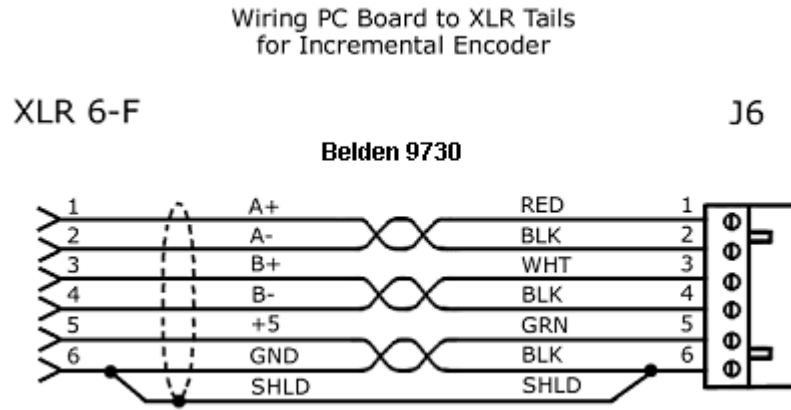 Wiring PC Board to XLR Tails
for Incremental Encoder
XLR 6-F
J6
Belden 9730
1 A+ RED 1
2 A- BLK 2
3 B+ WHT 3
4 B- BLK 4
5 +5 GRN 5
6 GND BLK 6
SHLD SHLD